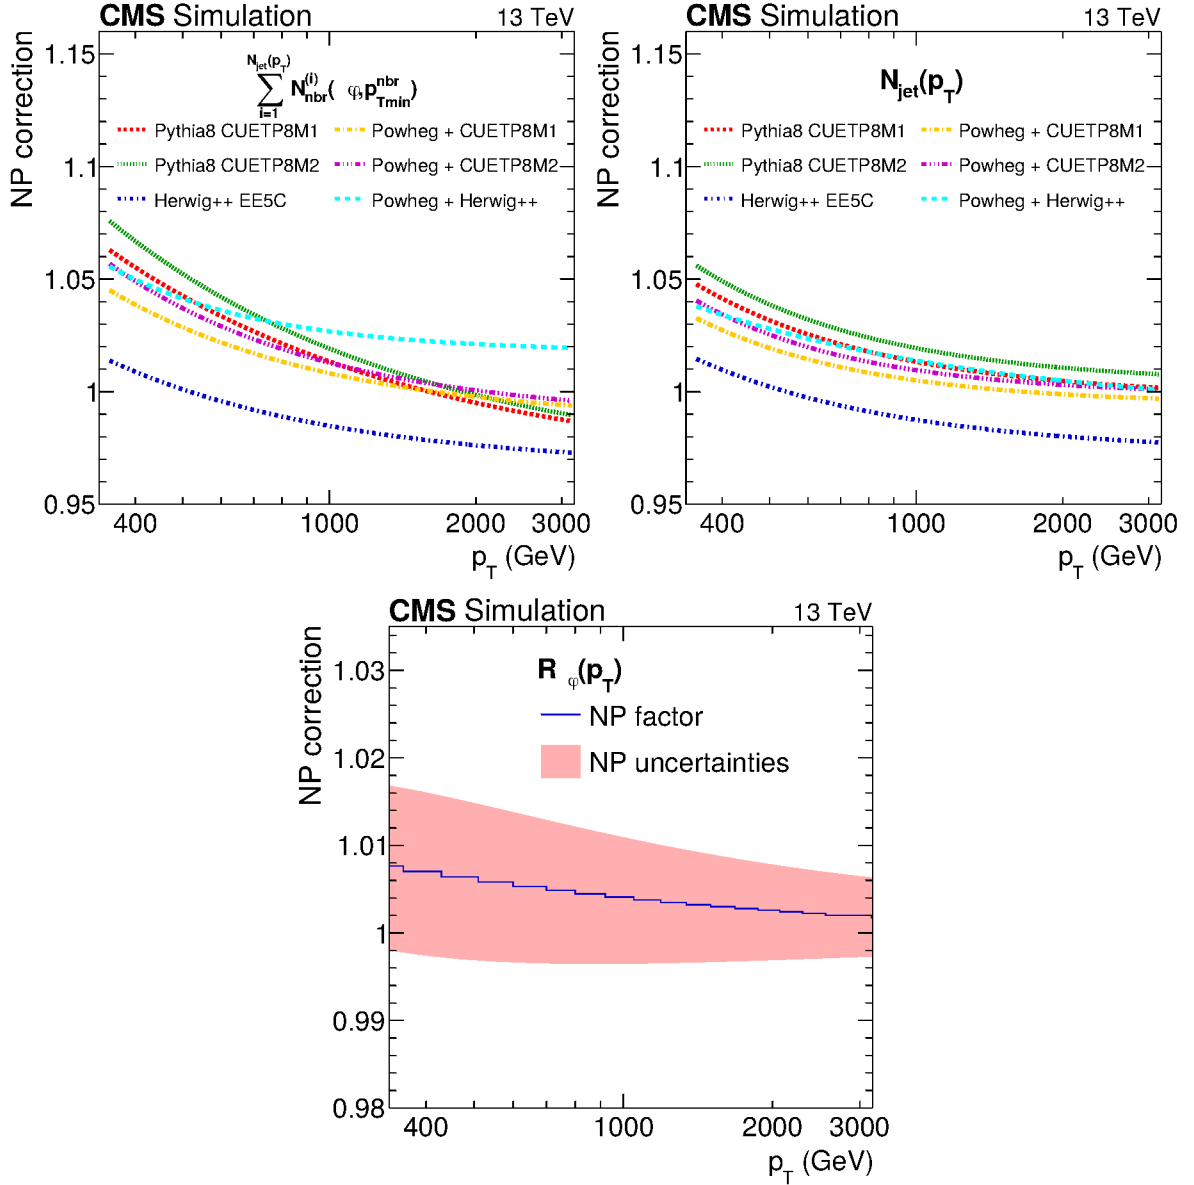 CMS Simulation 13 TeV
NP correction
1.15
1.1
1.05
1
0.95
N_jet(p_T)
∑ N_nbr^(i)( φ,p_Tmin^nbr)
i=1
Pythia8 CUETP8M1 Powheg + CUETP8M1
Pythia8 CUETP8M2 Powheg + CUETP8M2
Herwig++ EE5C Powheg + Herwig++
400 1000 2000 3000
p_T (GeV)
CMS Simulation 13 TeV
NP correction
1.15
1.1
1.05
1
0.95
N_jet(p_T)
Pythia8 CUETP8M1 Powheg + CUETP8M1
Pythia8 CUETP8M2 Powheg + CUETP8M2
Herwig++ EE5C Powheg + Herwig++
400 1000 2000 3000
p_T (GeV)
CMS Simulation 13 TeV
NP correction
1.03
1.02
1.01
1
0.99
0.98
R φ(p_T)
NP factor
NP uncertainties
400 1000 2000 3000
p_T (GeV)